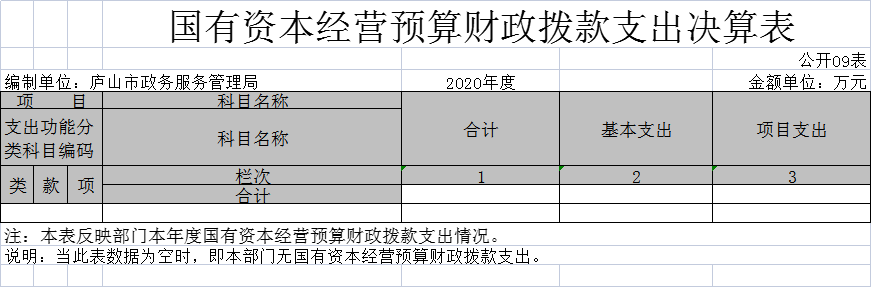 国有资本经营预算财政拨款支出决算表
公开09表
编制单位：庐山市政务服务管理局 2020年度 金额单位：万元
项 目 科目名称
支出功能分类科目编码 科目名称 合计 基本支出 项目支出
类 款 项 栏次 1 2 3
合计
注：本表反映部门本年度国有资本经营预算财政拨款支出情况。
说明：当此表数据为空时，即本部门无国有资本经营预算财政拨款支出。